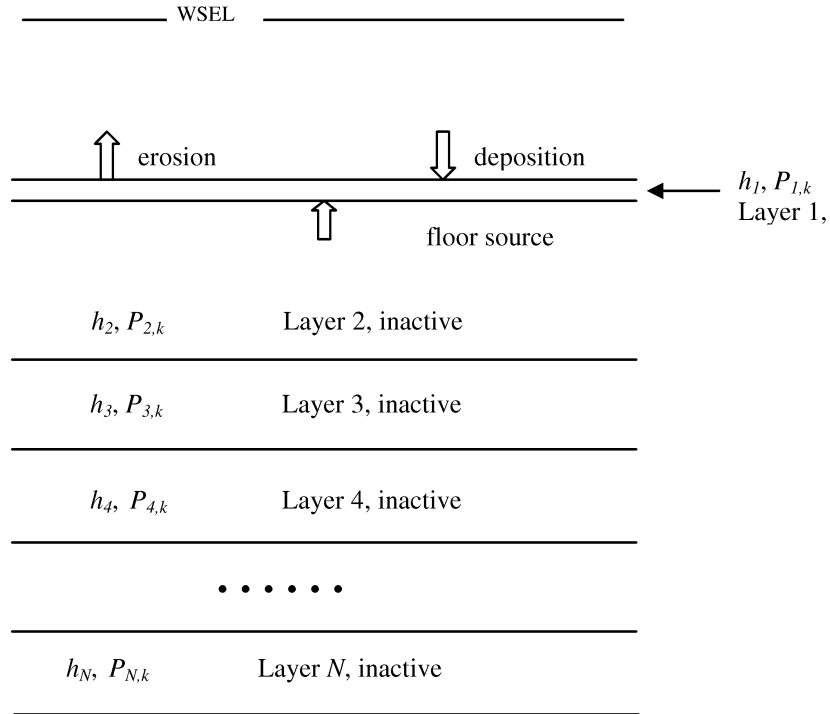 WSEL
erosion
deposition
h1, P1,k
Layer 1,
floor source
h2, P2,k Layer 2, inactive
h3, P3,k Layer 3, inactive
h4, P4,k Layer 4, inactive
......
hN, PN,k Layer N, inactive